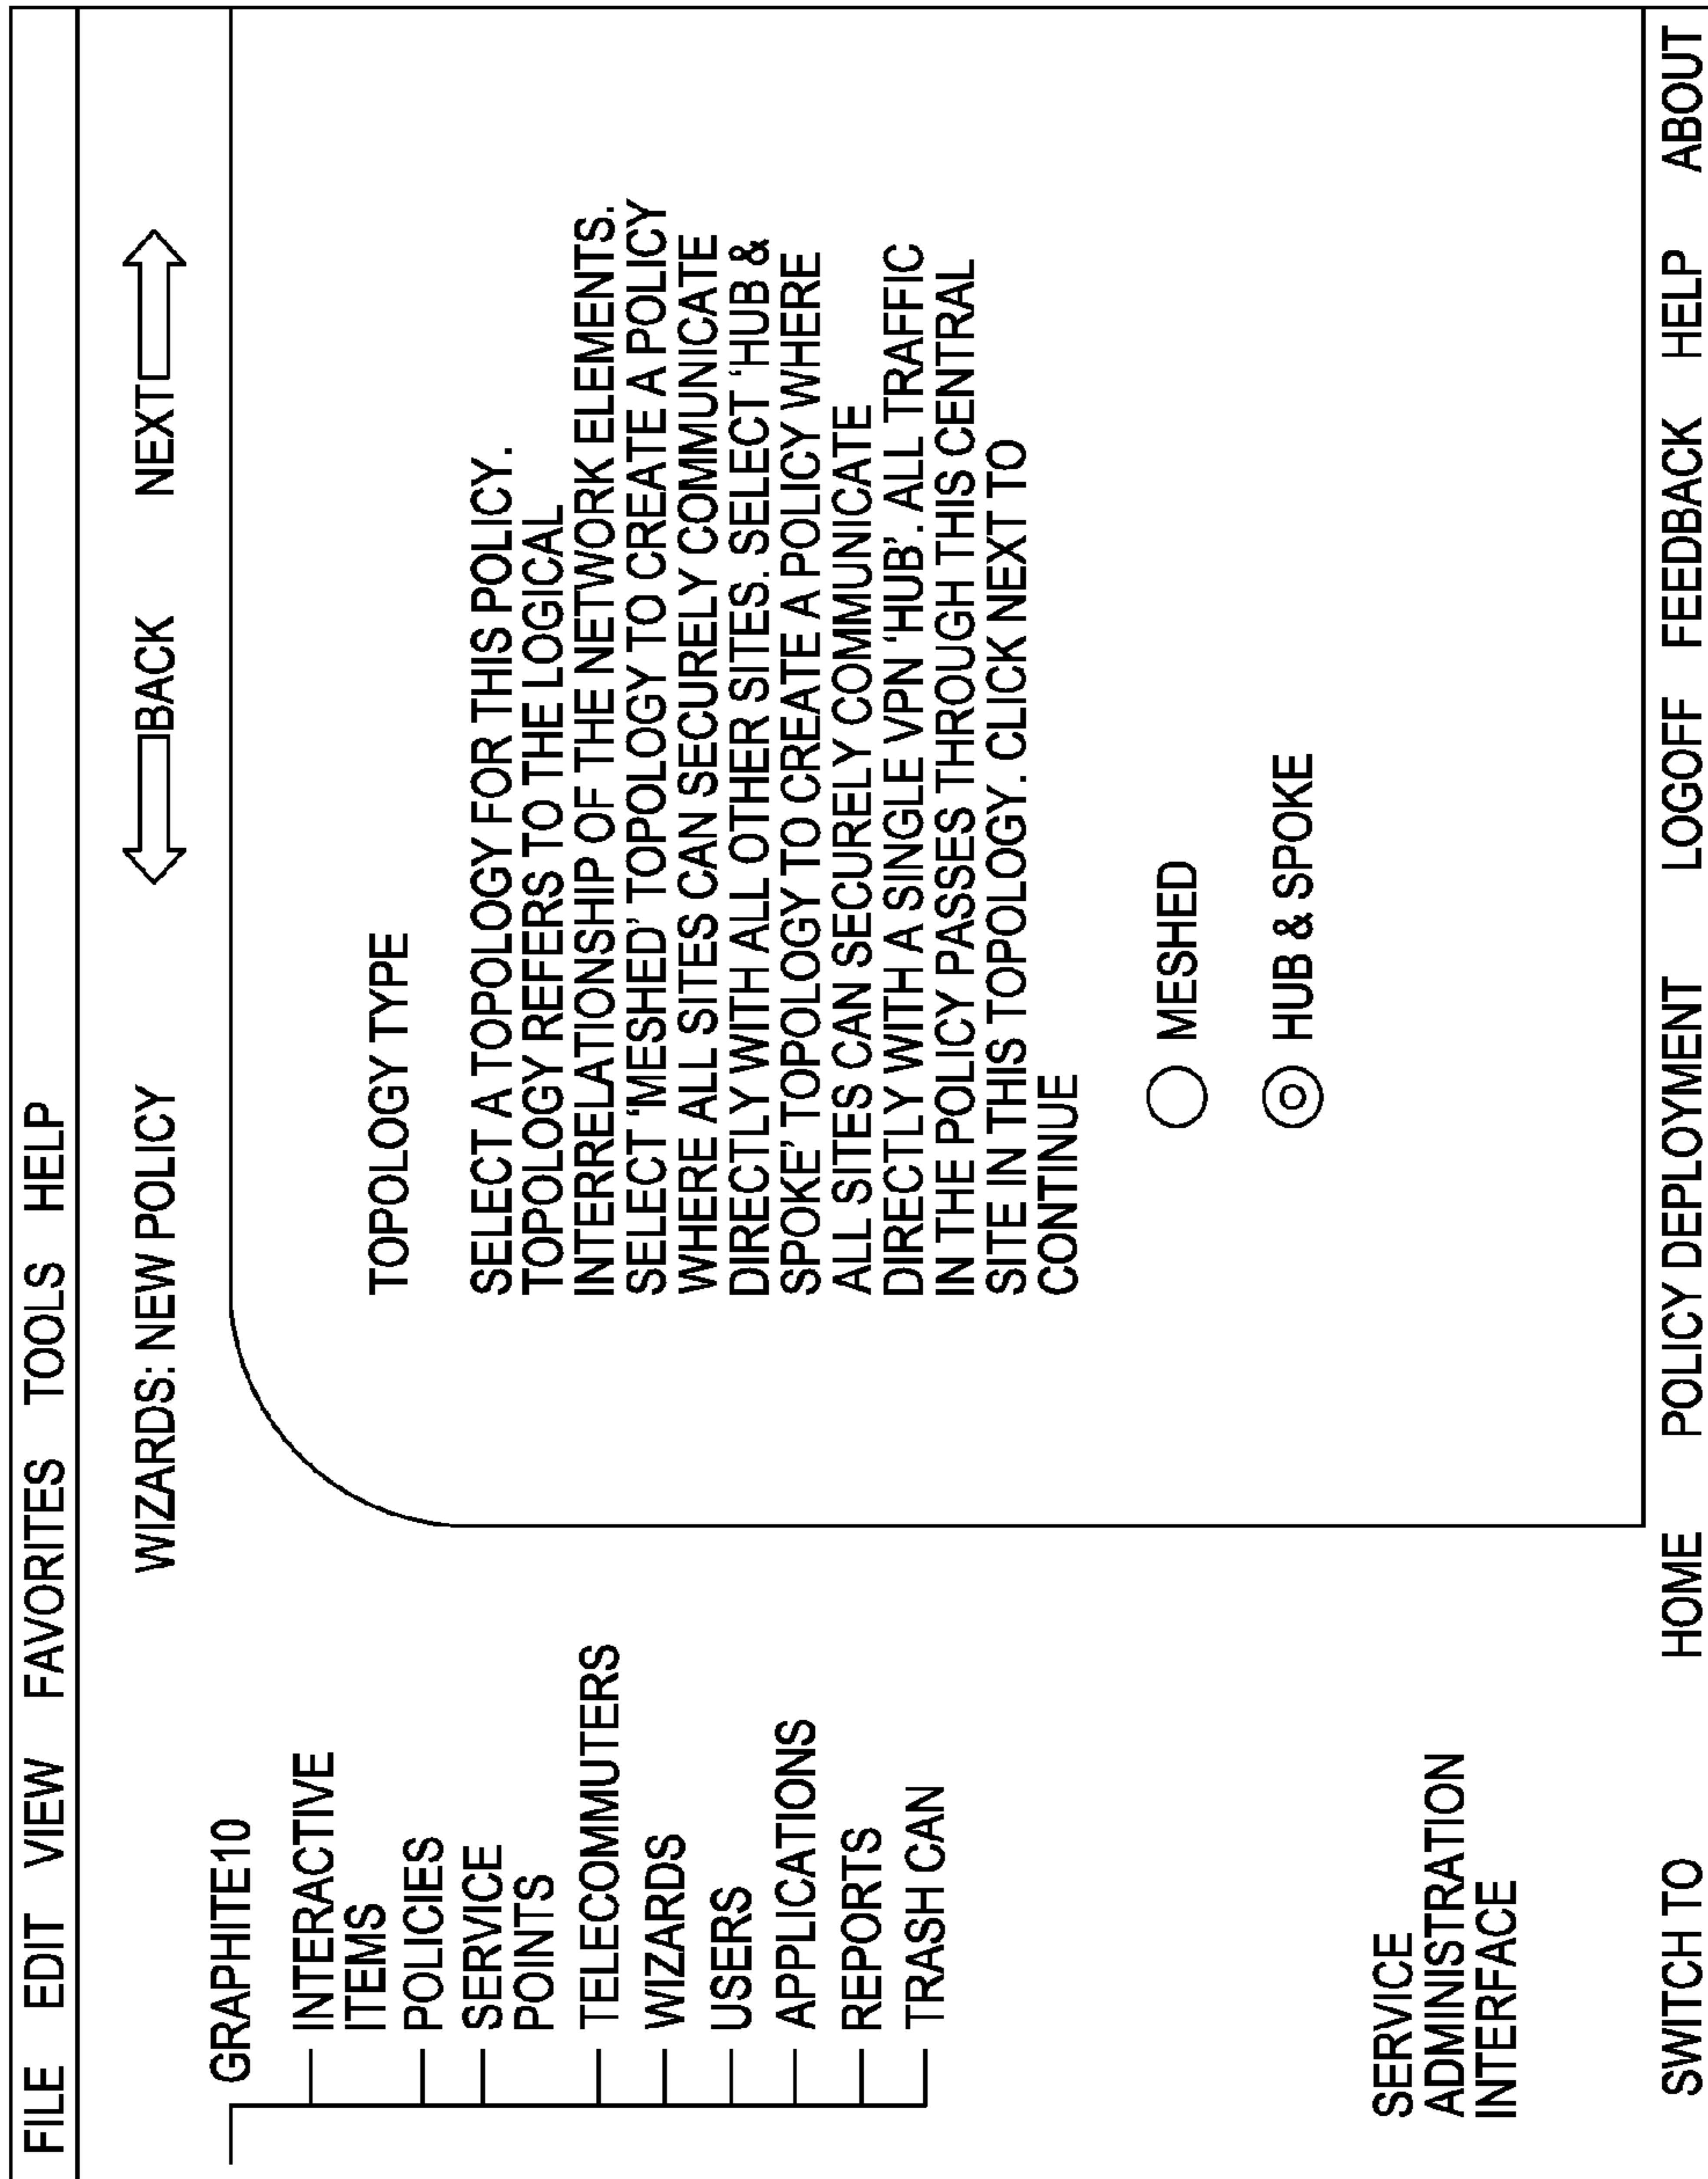 FILE EDIT VIEW FAVORITES TOOLS HELP
WIZARDS: NEW POLICY
BACK
NEXT
GRAPHITE10
INTERACTIVE
ITEMS
POLICIES
SERVICE
POINTS
TELECOMMUTERS
WIZARDS
USERS
APPLICATIONS
REPORTS
TRASH CAN
TOPOLOGY TYPE
SELECT A TOPOLOGY FOR THIS POLICY.
TOPOLOGY REFERS TO THE LOGICAL
INTERRELATIONSHIP OF THE NETWORK ELEMENTS.
SELECT 'MESHED' TOPOLOGY TO CREATE A POLICY
WHERE ALL SITES CAN SECURELY COMMUNICATE
DIRECTLY WITH ALL OTHER SITES. SELECT 'HUB &
SPOKE' TOPOLOGY TO CREATE A POLICY WHERE
ALL SITES CAN SECURELY COMMUNICATE
DIRECTLY WITH A SINGLE VPN 'HUB'. ALL TRAFFIC
IN THE POLICY PASSES THROUGH THIS CENTRAL
SITE IN THIS TOPOLOGY. CLICK NEXT TO
CONTINUE
MESHED
HUB & SPOKE
SERVICE
ADMINISTRATION
INTERFACE
SWITCH TO HOME POLICY DEPLOYMENT LOGOFF FEEDBACK HELP ABOUT